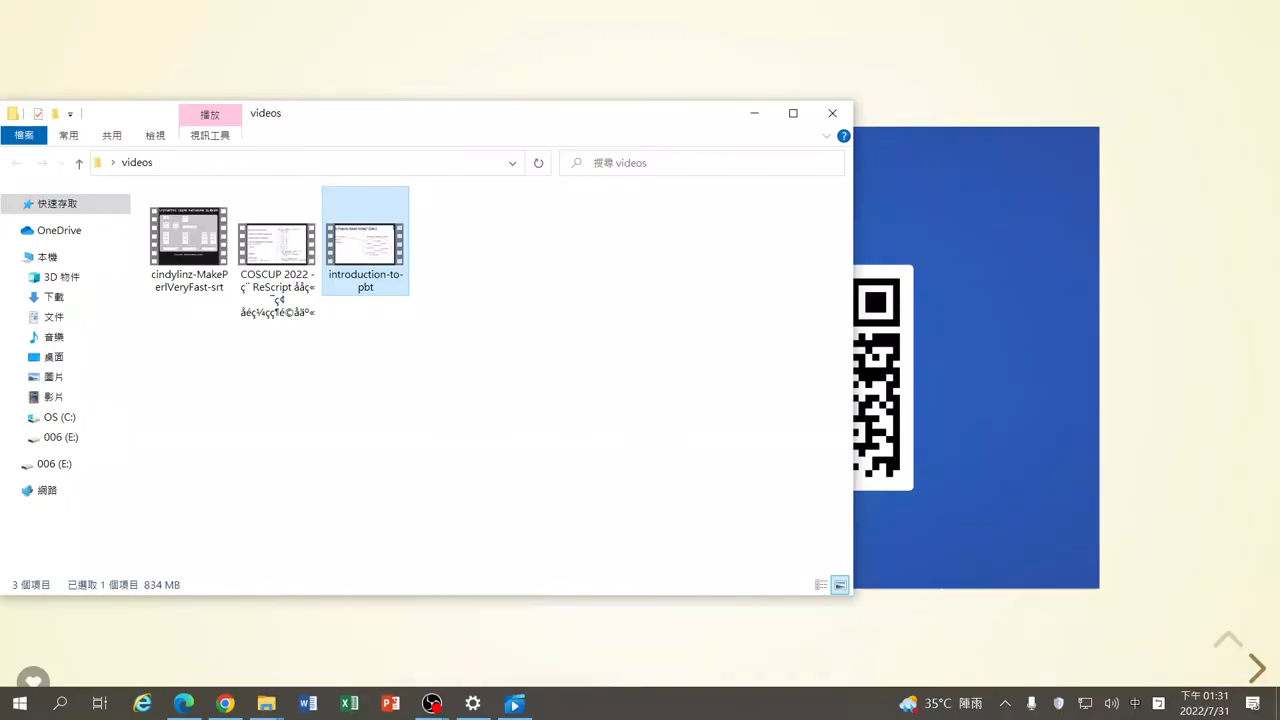 播放
videos
檔案
常用
共用
檢視
視訊工具
videos
搜尋 videos
快速存取
OneDrive
本機
3D 物件
下載
文件
音樂
桌面
圖片
影片
OS (C:)
006 (E:)
006 (E:)
網路
cindylinz-MakeP
erlVeryFast-srt
COSCUP 2022 -
ç¨ ReScript åå
introduction-to-
pbt
3 個項目
已選取 1 個項目 834 MB
35°C 陣雨
中
下午 01:31
2022/7/31